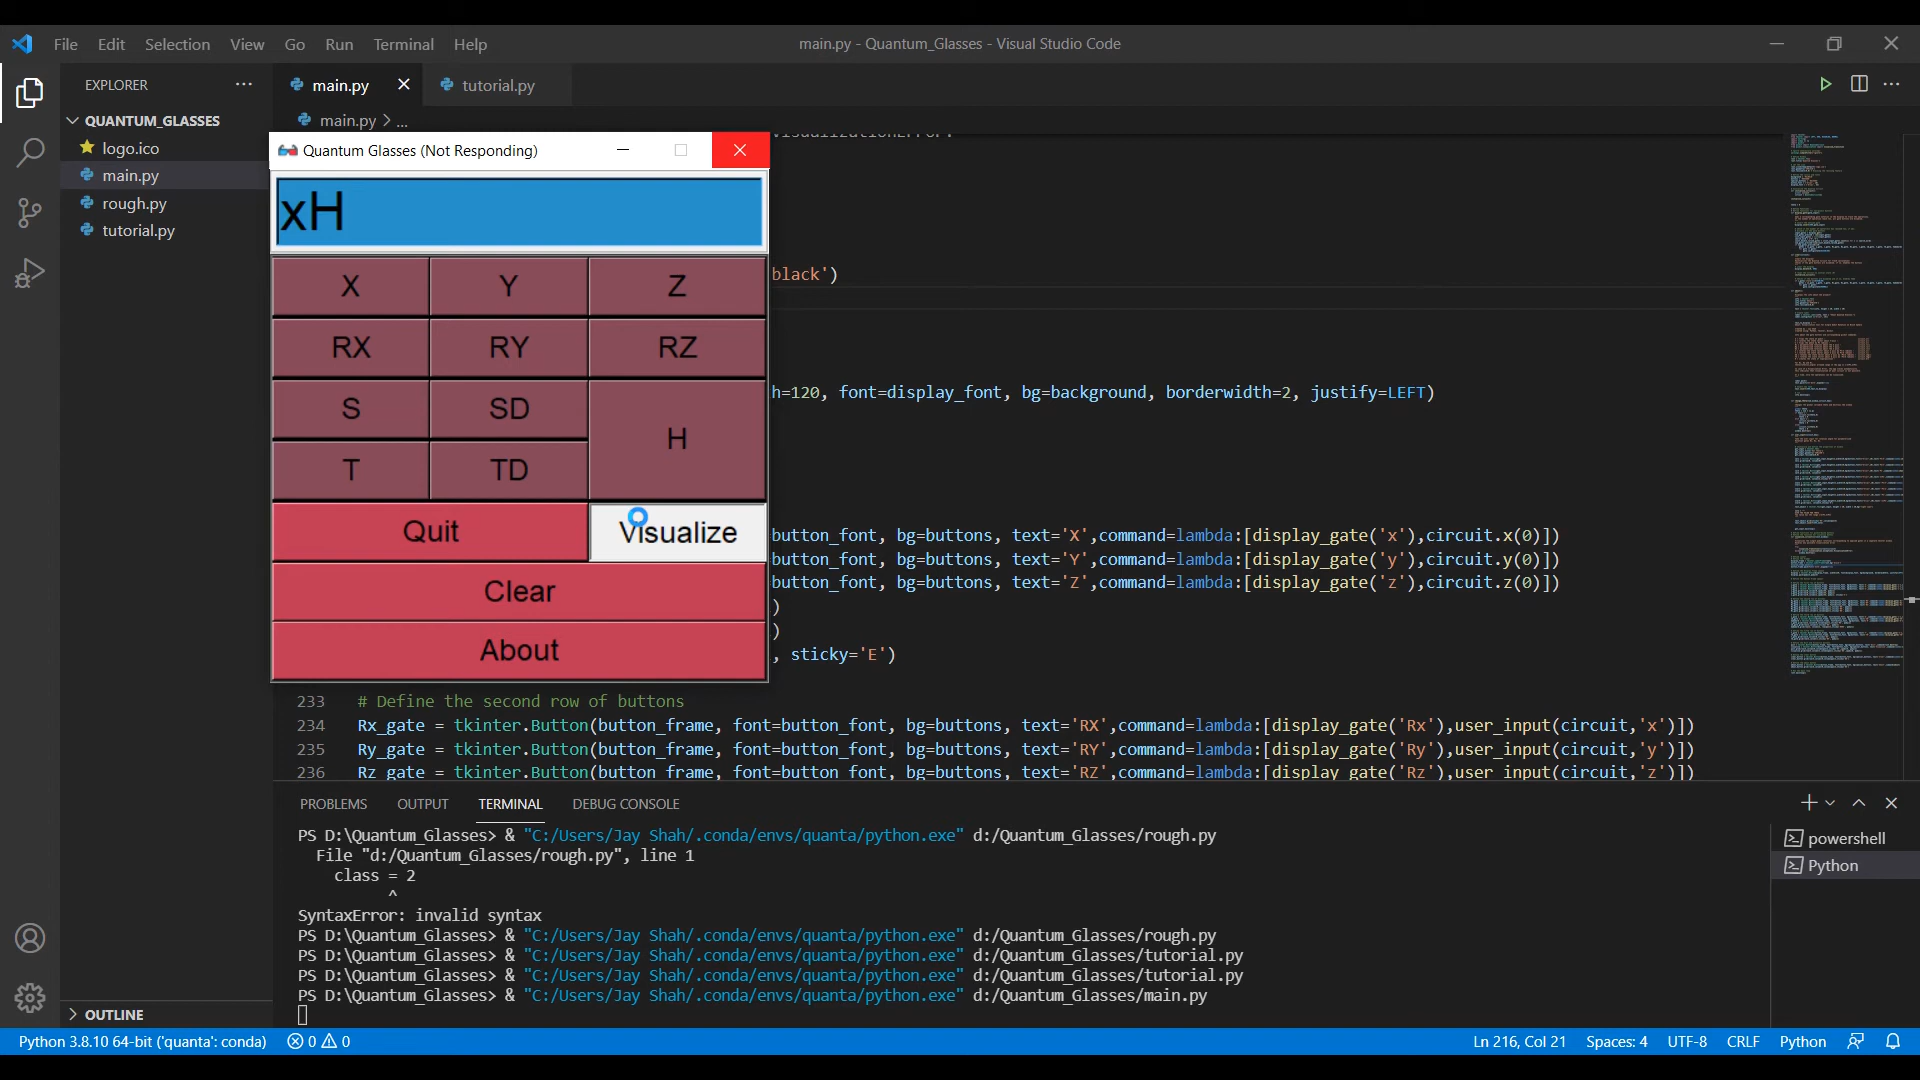 File Edit Selection View Go Run Terminal Help
main.py - Quantum_Glasses - Visual Studio Code
EXPLORER
main.py
tutorial.py
QUANTUM_GLASSES
main.py > ...
logo.ico
main.py
rough.py
tutorial.py
Quantum Glasses (Not Responding)
xH
X Y Z
RX RY RZ
S SD H
T TD
Quit Visualize
Clear
About
black')
h=120, font=display_font, bg=background, borderwidth=2, justify=LEFT)
button_font, bg=buttons, text='X',command=lambda:[display_gate('x'),circuit.x(0)])
button_font, bg=buttons, text='Y',command=lambda:[display_gate('y'),circuit.y(0)])
button_font, bg=buttons, text='Z',command=lambda:[display_gate('z'),circuit.z(0)])
)
)
, sticky='E')
233 # Define the second row of buttons
234 Rx_gate = tkinter.Button(button_frame, font=button_font, bg=buttons, text='RX',command=lambda:[display_gate('Rx'),user_input(circuit,'x')])
235 Ry_gate = tkinter.Button(button_frame, font=button_font, bg=buttons, text='RY',command=lambda:[display_gate('Ry'),user_input(circuit,'y')])
236 Rz_gate = tkinter.Button(button_frame, font=button_font, bg=buttons, text='RZ',command=lambda:[display_gate('Rz'),user_input(circuit,'z')])
PROBLEMS OUTPUT TERMINAL DEBUG CONSOLE
PS D:\Quantum_Glasses> & "C:/Users/Jay Shah/.conda/envs/quanta/python.exe" d:/Quantum_Glasses/rough.py
File "d:/Quantum_Glasses/rough.py", line 1
class = 2
^
SyntaxError: invalid syntax
PS D:\Quantum_Glasses> & "C:/Users/Jay Shah/.conda/envs/quanta/python.exe" d:/Quantum_Glasses/rough.py
PS D:\Quantum_Glasses> & "C:/Users/Jay Shah/.conda/envs/quanta/python.exe" d:/Quantum_Glasses/tutorial.py
PS D:\Quantum_Glasses> & "C:/Users/Jay Shah/.conda/envs/quanta/python.exe" d:/Quantum_Glasses/tutorial.py
PS D:\Quantum_Glasses> & "C:/Users/Jay Shah/.conda/envs/quanta/python.exe" d:/Quantum_Glasses/main.py
powershell
Python
OUTLINE
Python 3.8.10 64-bit ('quanta': conda) 0 0
Ln 216, Col 21 Spaces: 4 UTF-8 CRLF Python